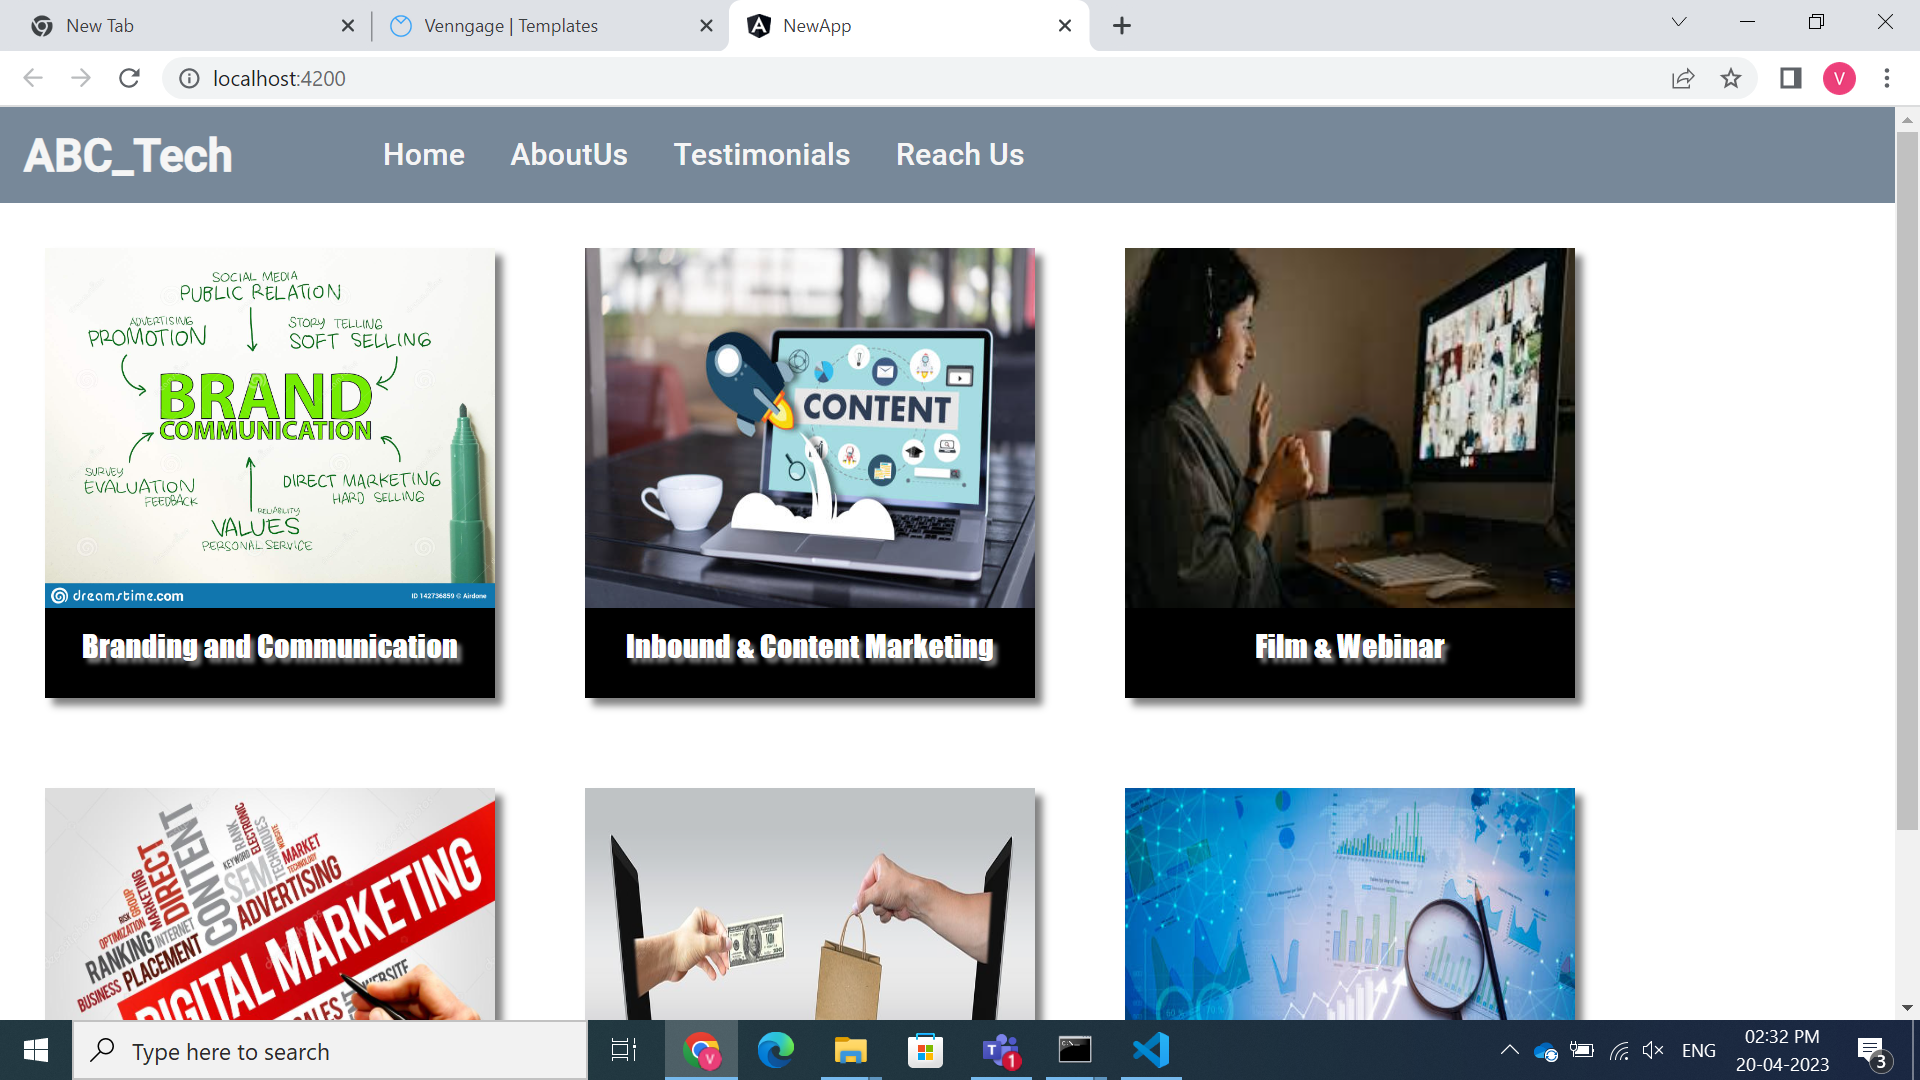 New Tab
Venngage | Templates
NewApp
localhost:4200
V
ABC_Tech
Home
AboutUs
Testimonials
Reach Us
SOCIAL MEDIA
PUBLIC RELATION
ADVERTISING
PROMOTION
STORY TELLING
SOFT SELLING
BRAND
COMMUNICATION
SURVEY
EVALUATION
FEEDBACK
DIRECT MARKETING
HARD SELLING
RELIABILITY
VALUES
PERSONAL SERVICE
dreamstime.com
ID 142736859 © Airdone
Branding and Communication
CONTENT
Inbound & Content Marketing
Film & Webinar
ELECTRONIC
RANK
KEYWORD
TECHNIQUES
WEBSITE
MARKET
TECHNOLOGY
SEM
ADVERTISING
CONTENT
DIRECT
MARKETING
GROUP
RISK
OPTIMIZATION
INTERNET
RANKING
PLACEMENT
BUSINESS
DIGITAL MARKETING
WEBSITE
SALES
100
Type here to search
V
1
ENG
02:32 PM
20-04-2023
3